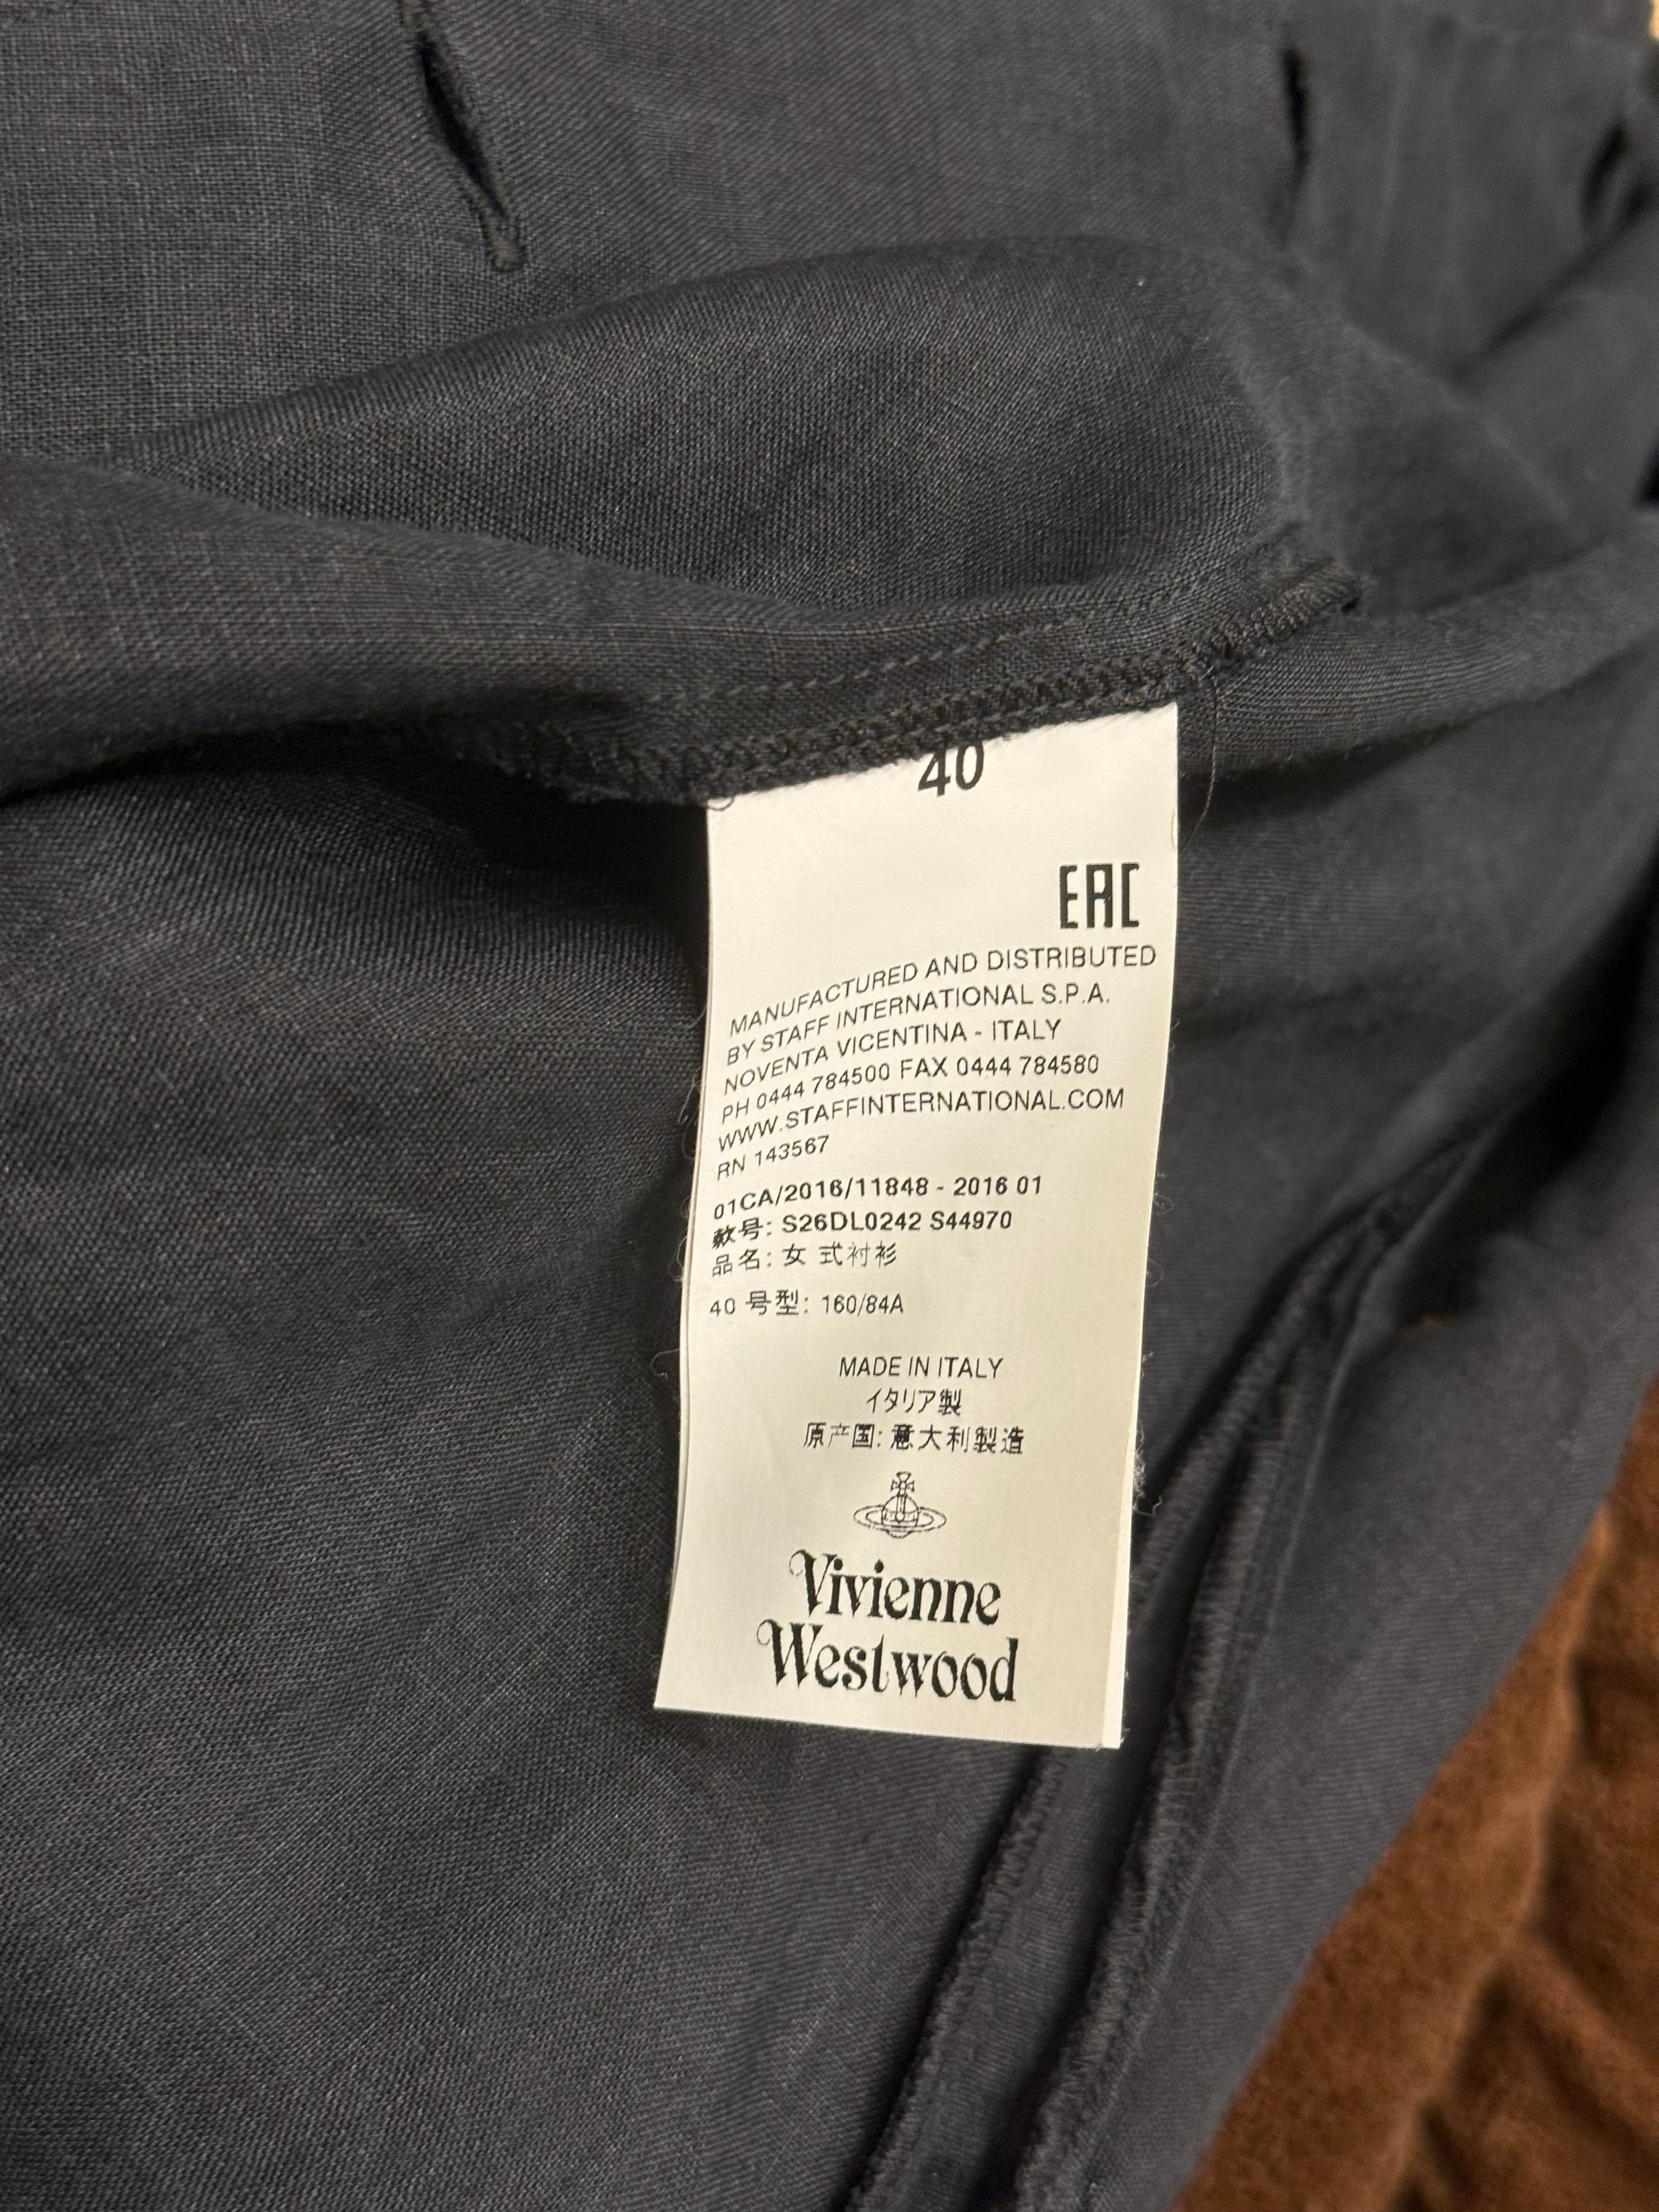 40
EAC
MANUFACTURED AND DISTRIBUTED
BY STAFF INTERNATIONAL S.P.A.
NOVENTA VICENTINA - ITALY
PH 0444 784500 FAX 0444 784580
WWW.STAFFINTERNATIONAL.COM
RN 143567
01CA/2016/11848 - 2016 01
款号: S26DL0242 S44970
品名: 女 式衬衫
40 号型: 160/84A
MADE IN ITALY
イタリア製
原产国: 意大利製造
Vivienne
Westwood